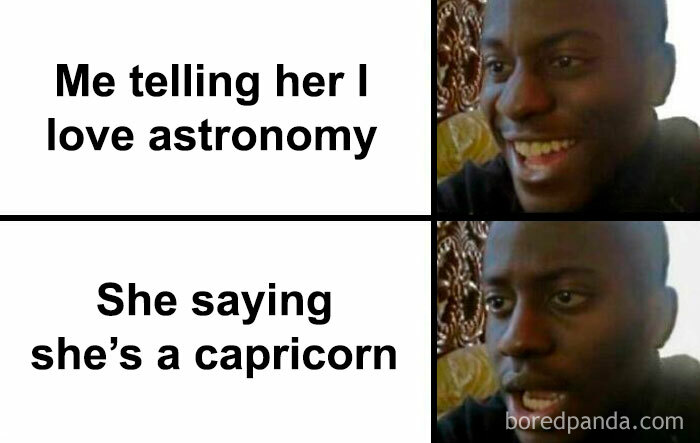 Me telling her I
love astronomy
She saying
she's a capricorn
boredpanda.com